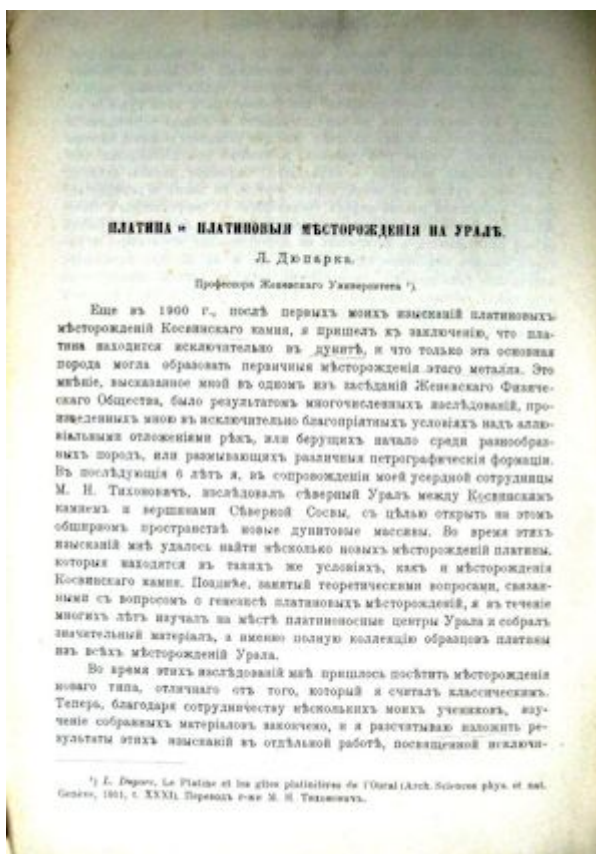 ПЛАТИНА и ПЛАТИНОВЫЯ МѢСТОРОЖДЕНІЯ НА УРАЛѢ.
Л. Дюпарка.
Профессора Женевскаго Университета ¹).
Еще въ 1900 г., послѣ первыхъ моихъ изысканій платиновыхъ
мѣсторожденій Косвинскаго камня, я пришелъ къ заключенію, что пла-
тина находится исключительно въ дунитѣ, и что только эта основная
порода могла образовать первичныя мѣсторожденія этого металла. Это
мнѣніе, высказанное мной въ одномъ изъ засѣданій Женевскаго Физиче-
скаго Общества, было результатомъ многочисленныхъ изслѣдованій, про-
изведенныхъ мною въ исключительно благопріятныхъ условіяхъ надъ аллю-
віальными отложеніями рѣкъ, или берущихъ начало среди разнообраз-
ныхъ породъ, или размывающихъ различныя петрографическія формаціи.
Въ послѣдующія 6 лѣтъ я, въ сопровожденіи моей усердной сотрудницы
М. Н. Тихоновичъ, изслѣдовалъ сѣверный Уралъ между Косвинскимъ
камнемъ и вершинами Сѣверной Сосвы, съ цѣлью открыть на этомъ
обширномъ пространствѣ новые дунитовые массивы. Во время этихъ
изысканій мнѣ удалось найти нѣсколько новыхъ мѣсторожденій платины,
которыя находятся въ такихъ же условіяхъ, какъ и мѣсторожденія
Косвинскаго камня. Позднѣе, занятый теоретическими вопросами, связан-
ными съ вопросомъ о генезисѣ платиновыхъ мѣсторожденій, я въ теченіе
многихъ лѣтъ изучалъ на мѣстѣ платиноносные центры Урала и собралъ
значительный матеріалъ, а именно полную коллекцію образцовъ платины
изъ всѣхъ мѣсторожденій Урала.
Во время этихъ изслѣдованій мнѣ пришлось посѣтить мѣсторожденія
новаго типа, отличнаго отъ того, который я считалъ классическимъ.
Теперь, благодаря сотрудничеству нѣсколькихъ моихъ учениковъ, изу-
ченіе собранныхъ матеріаловъ закончено, и я разсчитываю изложить ре-
зультаты этихъ изысканій въ отдѣльной работѣ, посвященной исключи-
¹) L. Duparc, Le Platine et les gîtes platinifères de l'Oural (Arch. Sciences phys. et nat.
Genève, 1911, t. XXXI). Переводъ г-жи М. Н. Тихоновичъ.